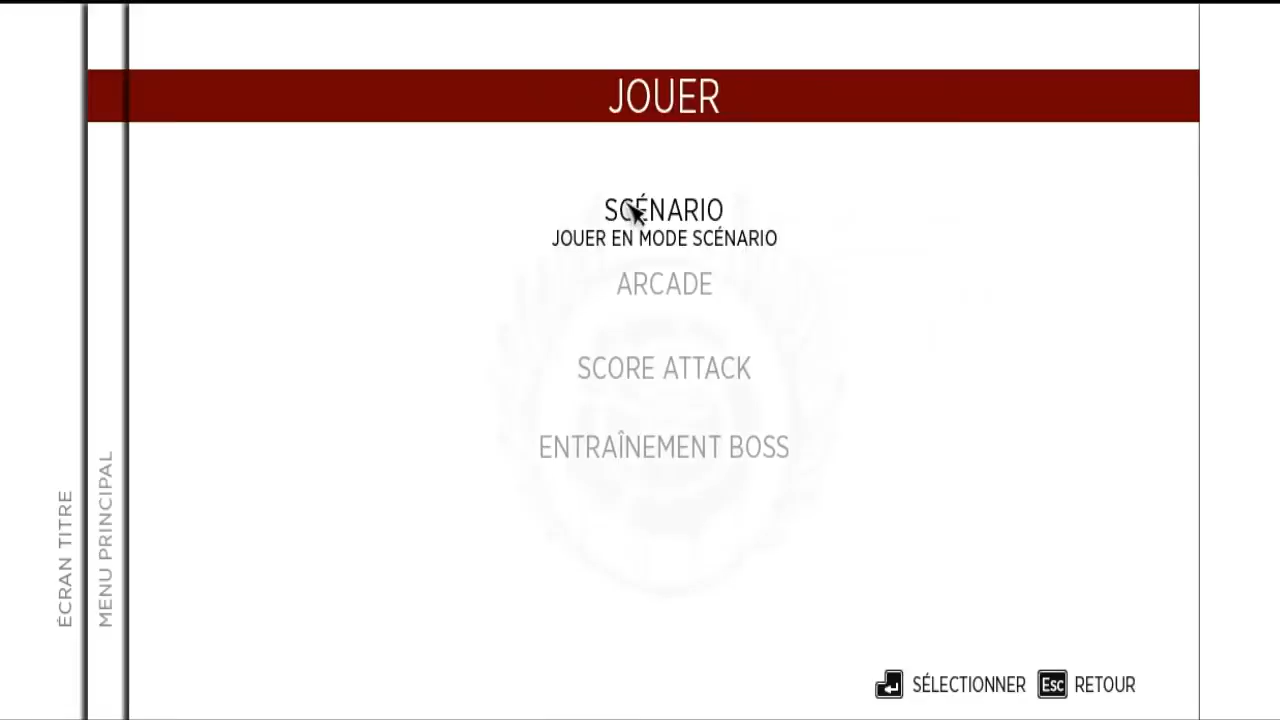 JOUER
SCÉNARIO
JOUER EN MODE SCÉNARIO
ARCADE
SCORE ATTACK
ENTRAÎNEMENT BOSS
ÉCRAN TITRE
MENU PRINCIPAL
SÉLECTIONNER Esc RETOUR